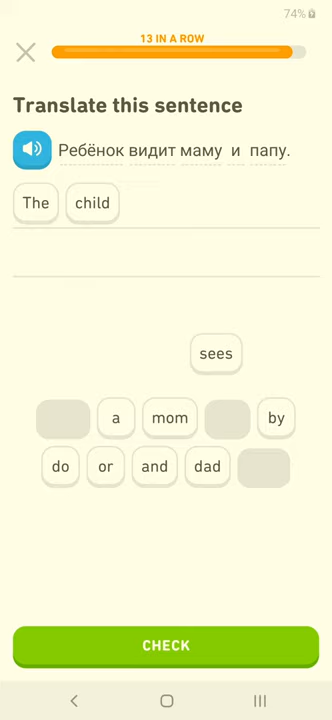 74%
13 IN A ROW
Translate this sentence
Ребёнок видит маму и папу.
The child
sees
a mom by
do or and dad
CHECK